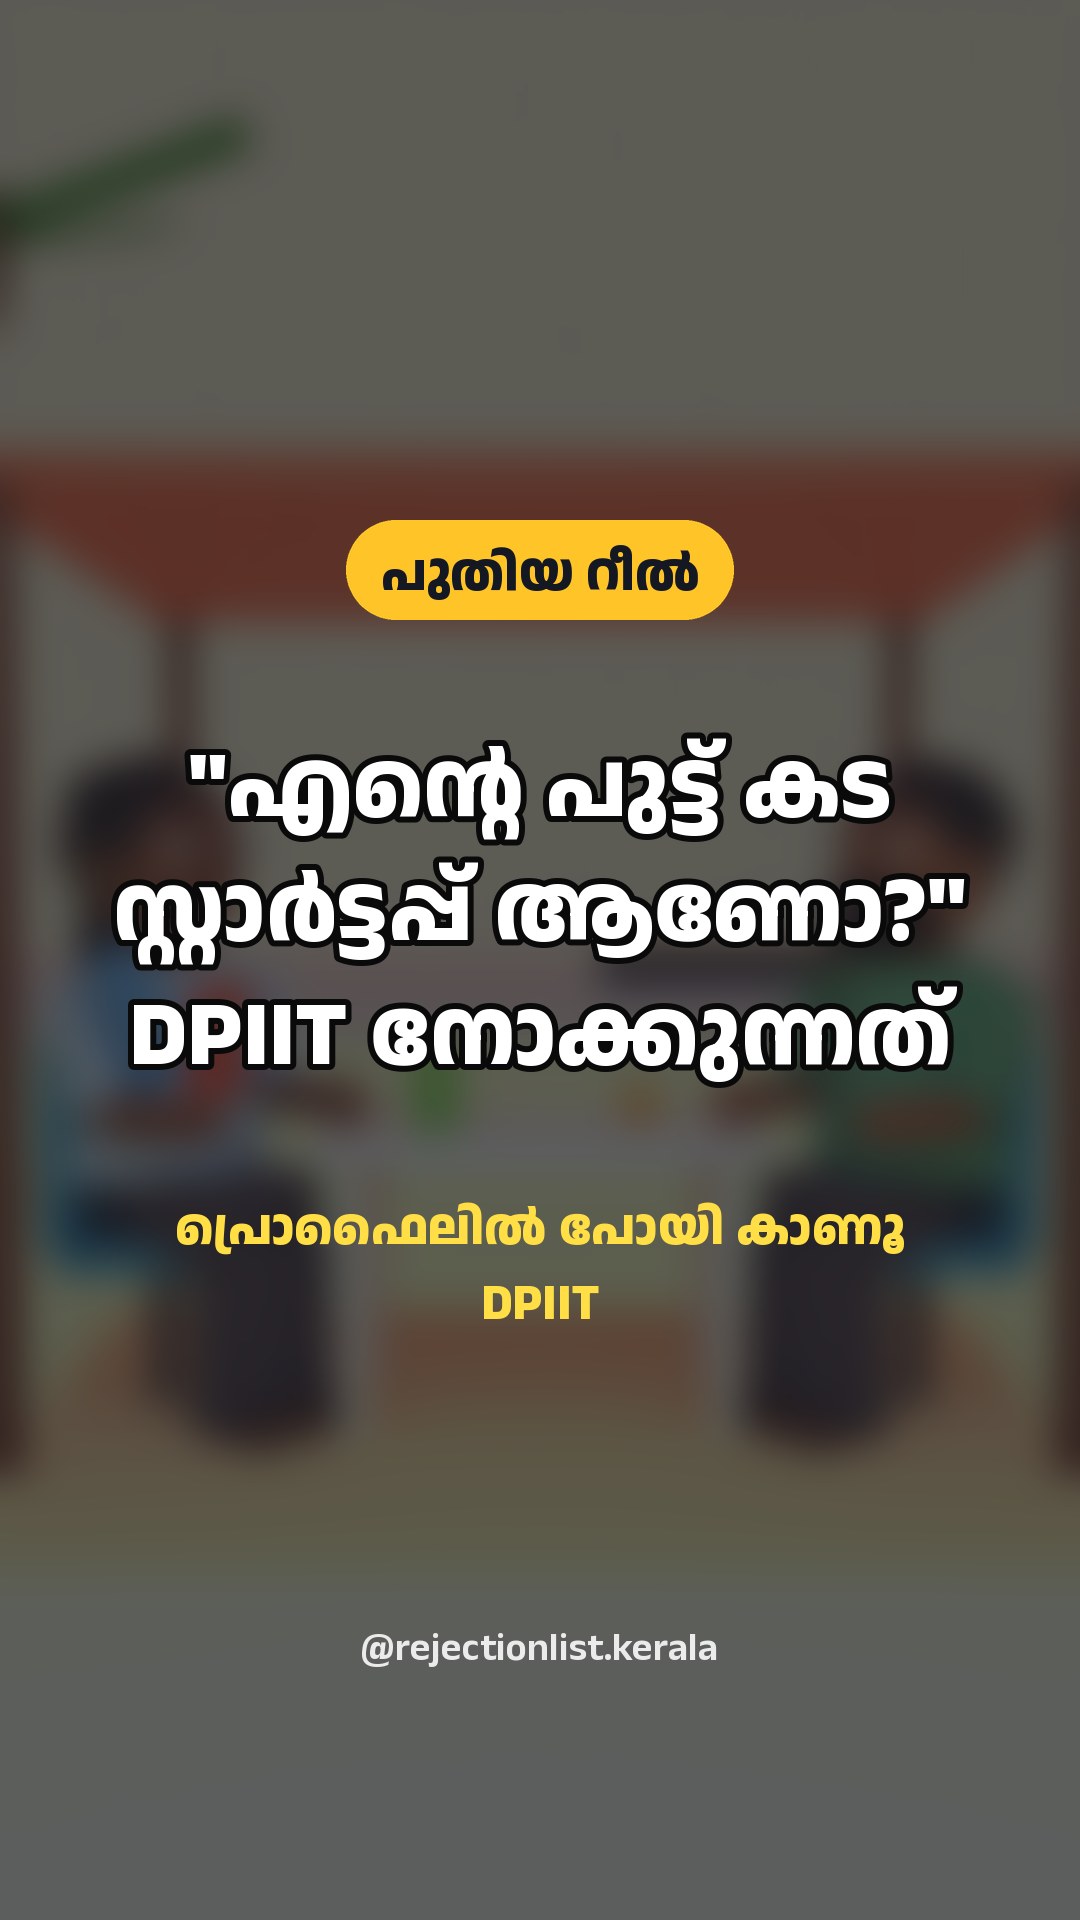 പുതിയ റീൽ
"എന്റെ പുട്ട് കട
സ്റ്റാർട്ടപ്പ് ആണോ?"
DPIIT നോക്കുന്നത്
പ്രൊഫൈലിൽ പോയി കാണൂ
DPIIT
@rejectionlist.kerala